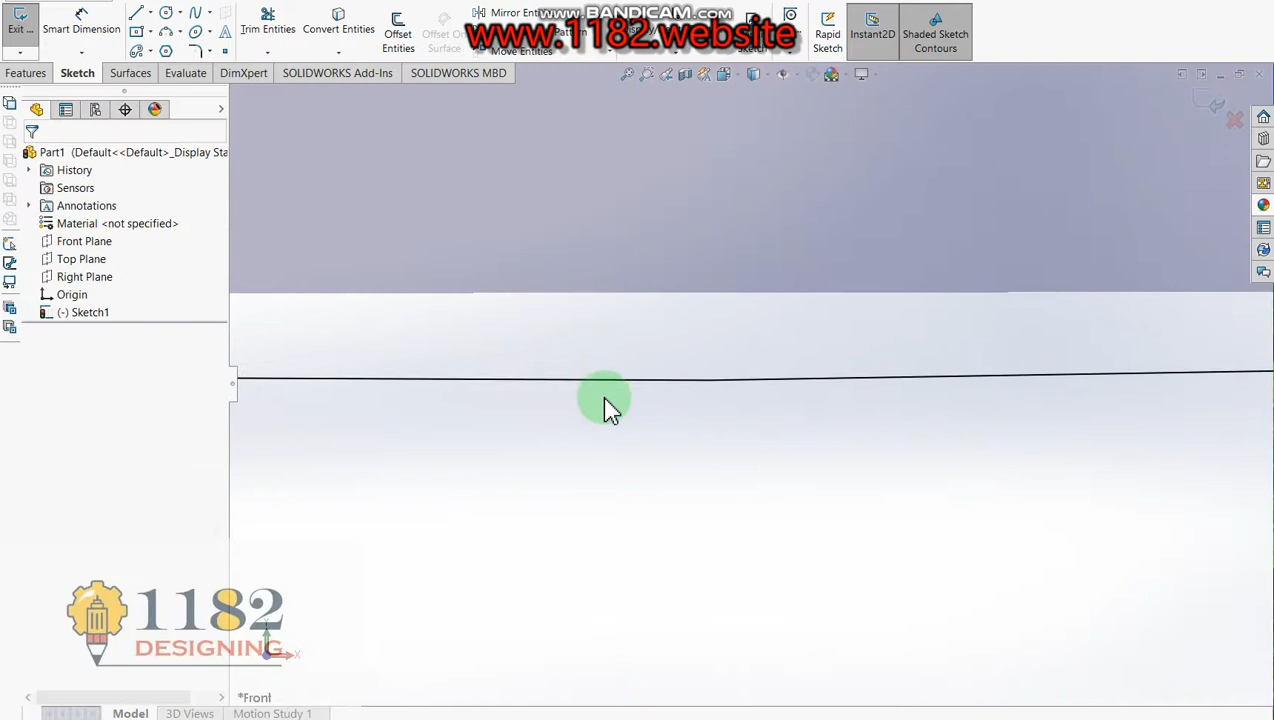 www.BANDICAM.com
www.1182.website
Exit ...
Smart Dimension
Trim Entities
Convert Entities
Offset Entities
Offset On Surface
Mirror Entities
Move Entities
Rapid Sketch
Instant2D
Shaded Sketch Contours
Features
Sketch
Surfaces
Evaluate
DimXpert
SOLIDWORKS Add-Ins
SOLIDWORKS MBD
Part1 (Default<<Default>_Display Sta
History
Sensors
Annotations
Material <not specified>
Front Plane
Top Plane
Right Plane
Origin
(-) Sketch1
1182
DESIGNING
X
*Front
Model
3D Views
Motion Study 1